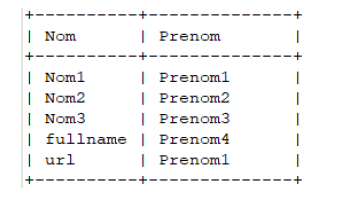 +----------+--------------+
| Nom      | Prenom       |
+----------+--------------+
| Nom1     | Prenom1      |
| Nom2     | Prenom2      |
| Nom3     | Prenom3      |
| fullname | Prenom4      |
| url      | Prenom1      |
+----------+--------------+